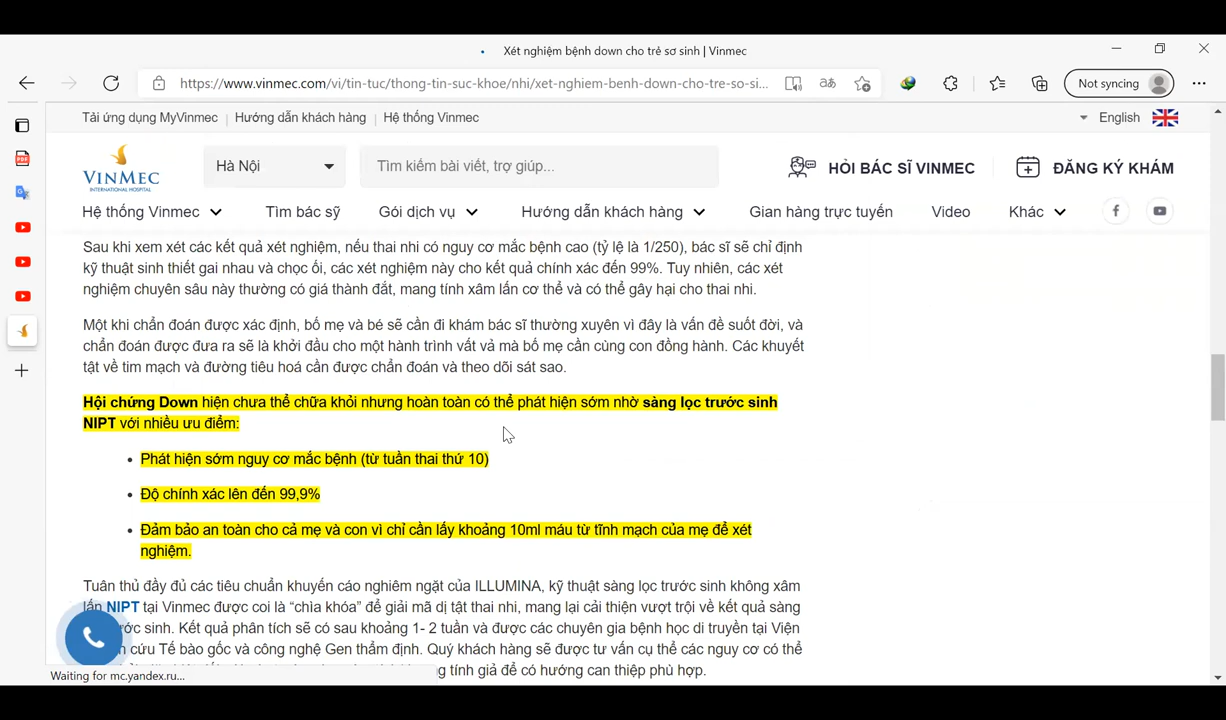 Xét nghiệm bệnh down cho trẻ sơ sinh | Vinmec
https://www.vinmec.com/vi/tin-tuc/thong-tin-suc-khoe/nhi/xet-nghiem-benh-down-cho-tre-so-si...
Not syncing
Tải ứng dụng MyVinmec | Hướng dẫn khách hàng | Hệ thống Vinmec
English
VINMEC
INTERNATIONAL HOSPITAL
Hà Nội
Tìm kiếm bài viết, trợ giúp...
HỎI BÁC SĨ VINMEC
ĐĂNG KÝ KHÁM
Hệ thống Vinmec
Tìm bác sỹ
Gói dịch vụ
Hướng dẫn khách hàng
Gian hàng trực tuyến
Video
Khác
Sau khi xem xét các kết quả xét nghiệm, nếu thai nhi có nguy cơ mắc bệnh cao (tỷ lệ là 1/250), bác sĩ sẽ chỉ định
kỹ thuật sinh thiết gai nhau và chọc ối, các xét nghiệm này cho kết quả chính xác đến 99%. Tuy nhiên, các xét
nghiệm chuyên sâu này thường có giá thành đắt, mang tính xâm lấn cơ thể và có thể gây hại cho thai nhi.
Một khi chẩn đoán được xác định, bố mẹ và bé sẽ cần đi khám bác sĩ thường xuyên vì đây là vấn đề suốt đời, và
chẩn đoán được đưa ra sẽ là khởi đầu cho một hành trình vất vả mà bố mẹ cần cùng con đồng hành. Các khuyết
tật về tim mạch và đường tiêu hoá cần được chẩn đoán và theo dõi sát sao.
Hội chứng Down hiện chưa thể chữa khỏi nhưng hoàn toàn có thể phát hiện sớm nhờ sàng lọc trước sinh
NIPT với nhiều ưu điểm:
Phát hiện sớm nguy cơ mắc bệnh (từ tuần thai thứ 10)
Độ chính xác lên đến 99,9%
Đảm bảo an toàn cho cả mẹ và con vì chỉ cần lấy khoảng 10ml máu từ tĩnh mạch của mẹ để xét
nghiệm.
Tuân thủ đầy đủ các tiêu chuẩn khuyến cáo nghiêm ngặt của ILLUMINA, kỹ thuật sàng lọc trước sinh không xâm
lấn NIPT tại Vinmec được coi là “chìa khóa” để giải mã dị tật thai nhi, mang lại cải thiện vượt trội về kết quả sàng
sinh. Kết quả phân tích sẽ có sau khoảng 1- 2 tuần và được các chuyên gia bệnh học di truyền tại Viện
cứu Tế bào gốc và công nghệ Gen thẩm định. Quý khách hàng sẽ được tư vấn cụ thể các nguy cơ có thể
tính giả để có hướng can thiệp phù hợp.
Waiting for mc.yandex.ru...